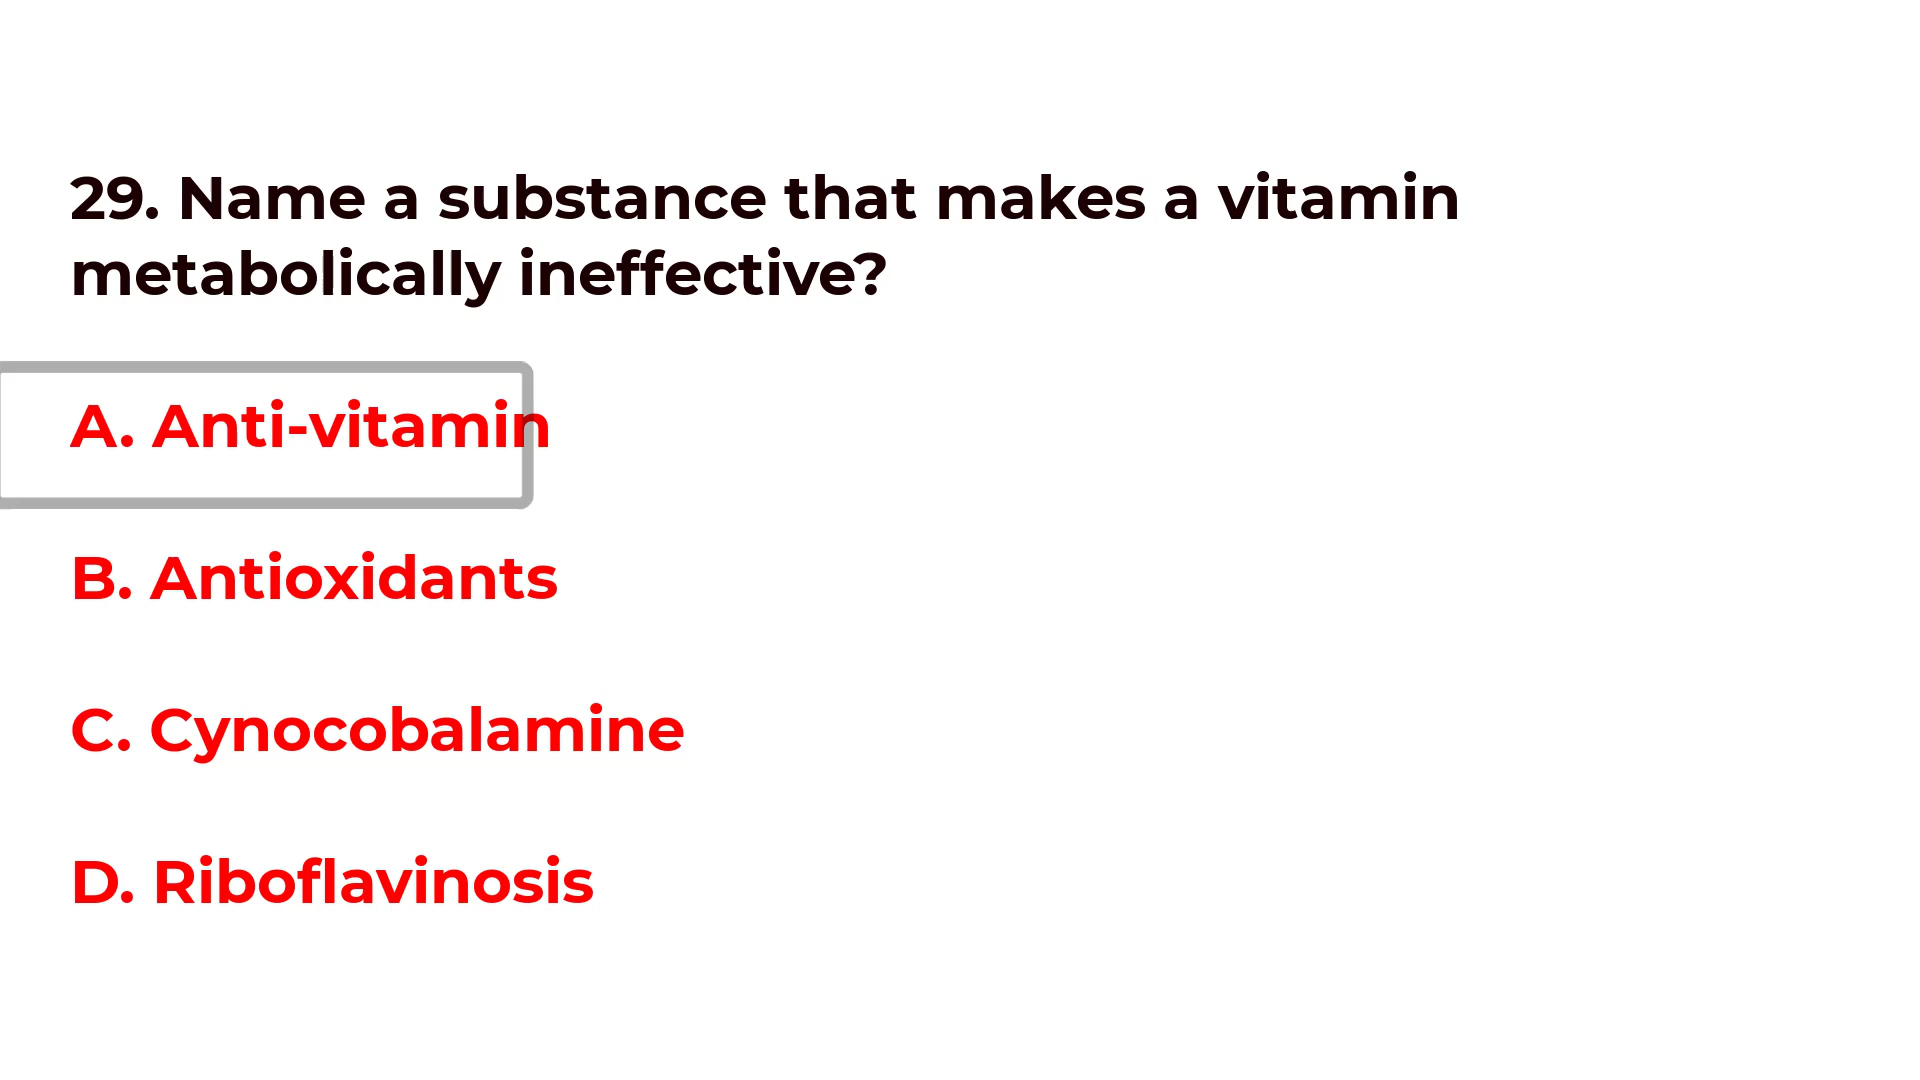 29. Name a substance that makes a vitamin
metabolically ineffective?
A. Anti-vitamin
B. Antioxidants
C. Cynocobalamine
D. Riboflavinosis